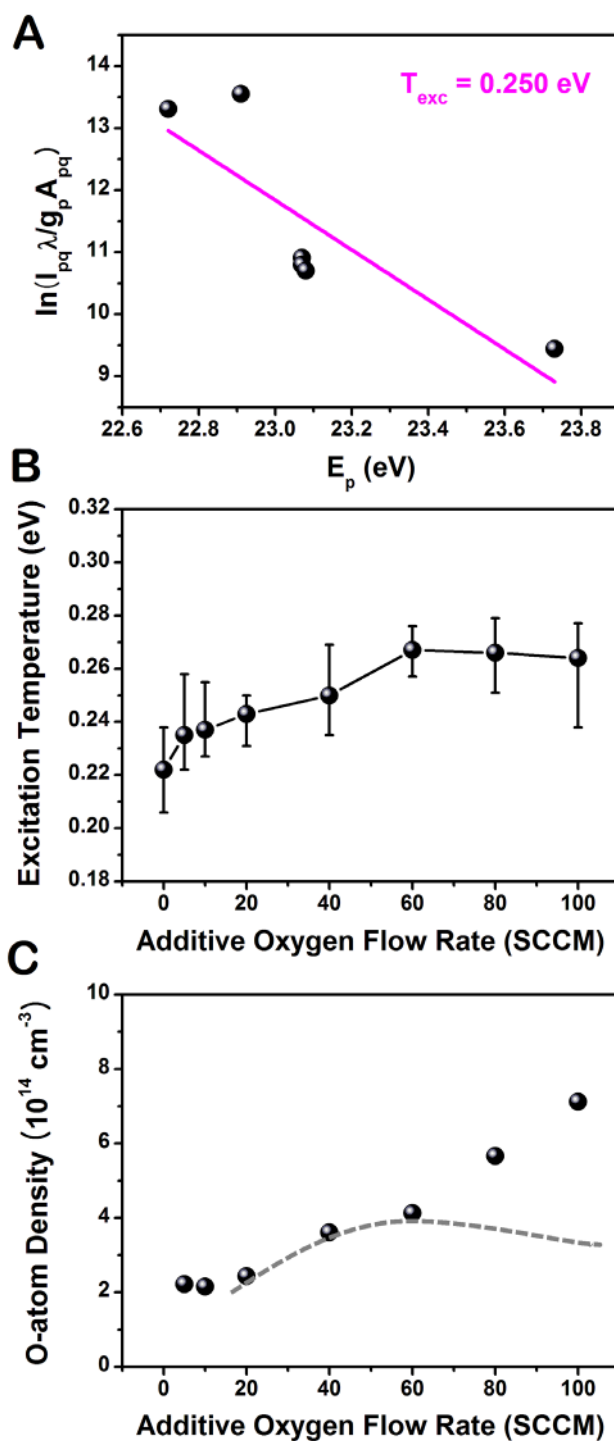 A
T_exc = 0.250 eV
ln(I_pq λ/g_p A_pq)
14
13
12
11
10
9
22.6 22.8 23.0 23.2 23.4 23.6 23.8
E_p (eV)
B
Excitation Temperature (eV)
0.32
0.30
0.28
0.26
0.24
0.22
0.20
0.18
0 20 40 60 80 100
Additive Oxygen Flow Rate (SCCM)
C
O-atom Density (10^14 cm^-3)
10
8
6
4
2
0
0 20 40 60 80 100
Additive Oxygen Flow Rate (SCCM)